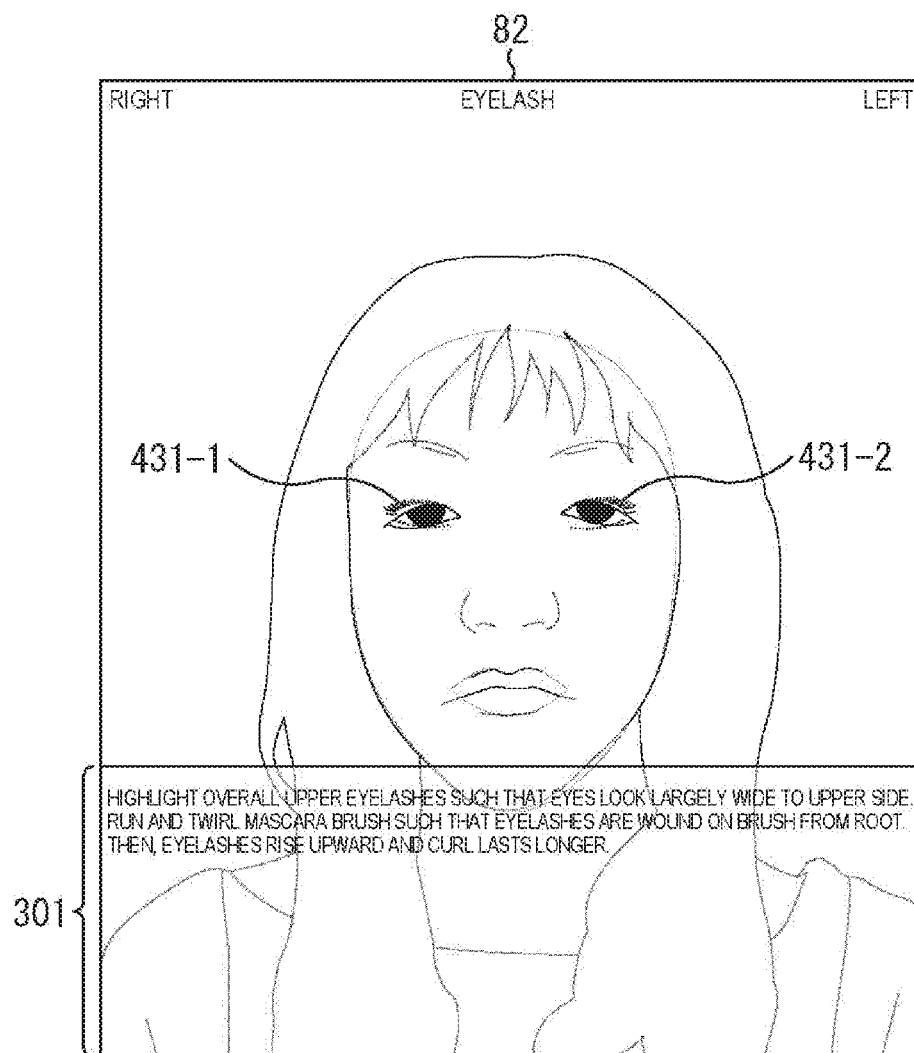 82
RIGHT EYELASH LEFT
431-1 431-2
HIGHLIGHT OVERALL UPPER EYELASHES SUCH THAT EYES LOOK LARGELY WIDE TO UPPER SIDE.
RUN AND TWIRL MASCARA BRUSH SUCH THAT EYELASHES ARE WOUND ON BRUSH FROM ROOT.
THEN, EYELASHES RISE UPWARD AND CURL LASTS LONGER.
301